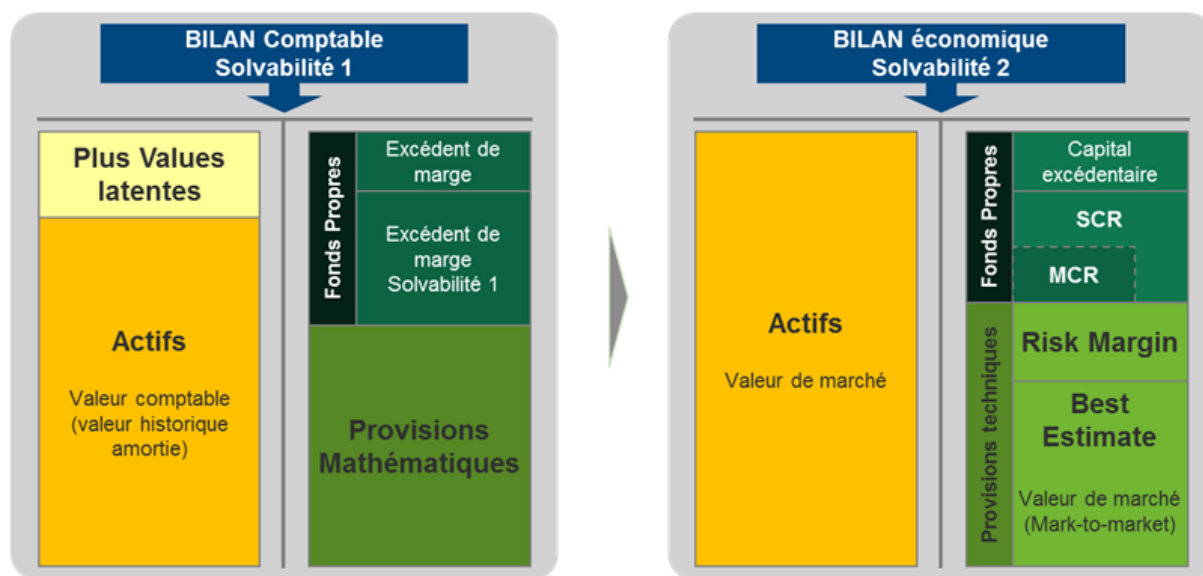 BILAN Comptable
Solvabilité 1
Plus Values
latentes
Actifs
Valeur comptable
(valeur historique
amortie)
Fonds Propres
Excédent de
marge
Excédent de
marge
Solvabilité 1
Provisions
Mathématiques
BILAN économique
Solvabilité 2
Actifs
Valeur de marché
Fonds Propres
Capital
excédentaire
SCR
MCR
Provisions techniques
Risk Margin
Best
Estimate
Valeur de marché
(Mark-to-market)